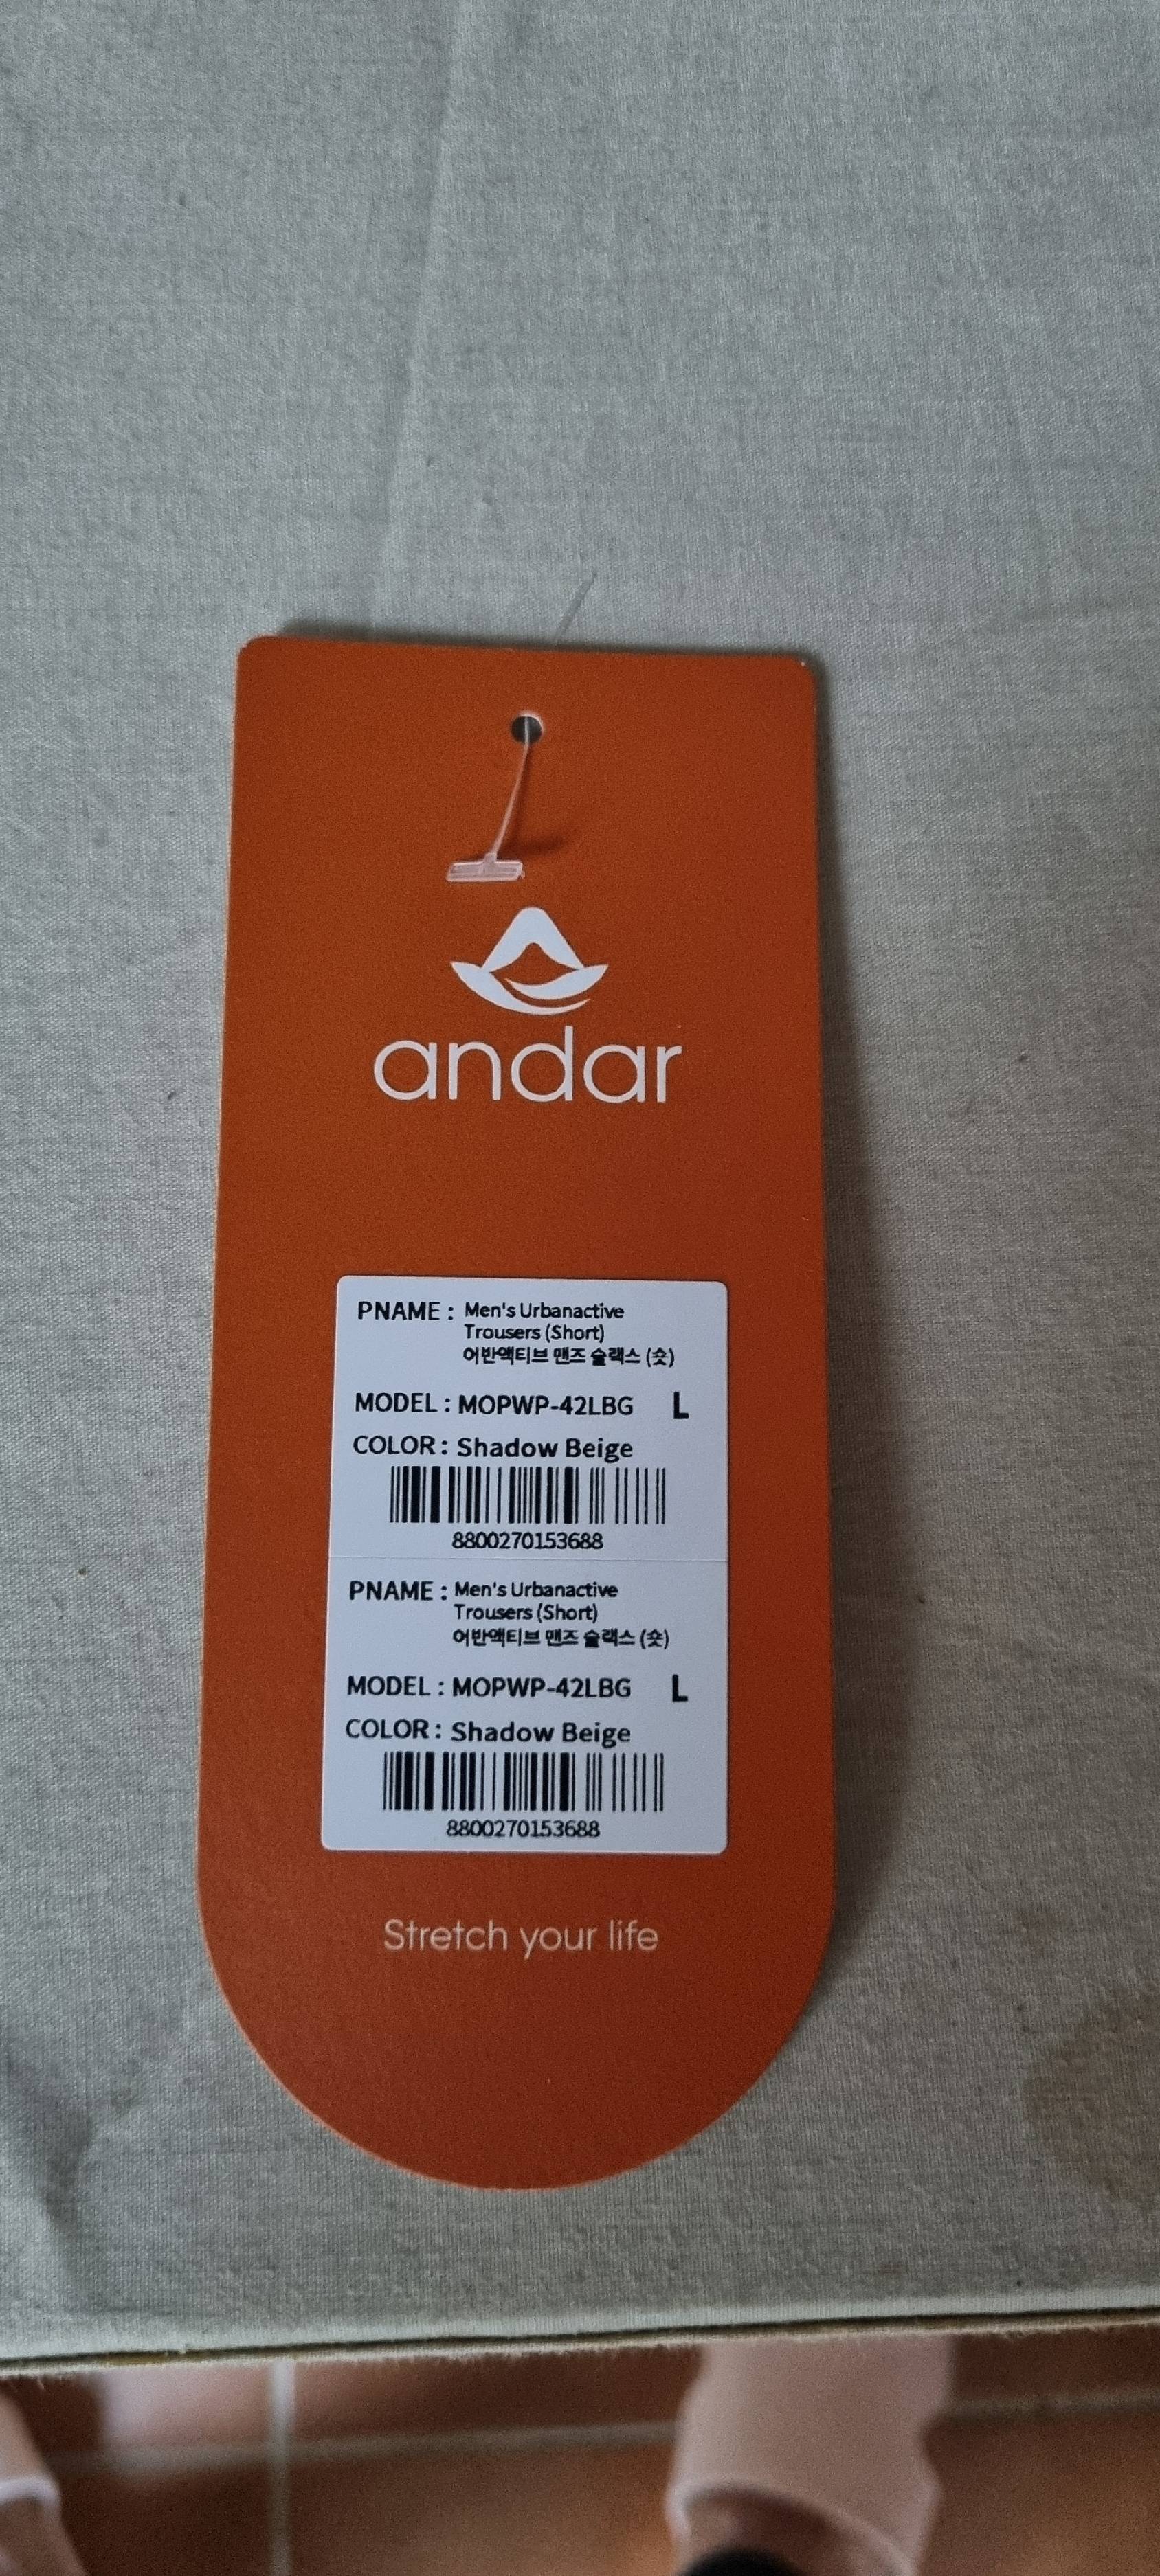 andar
PNAME : Men's Urbanactive
Trousers (Short)
어반액티브 맨즈 슬랙스 (숏)
MODEL : MOPWP-42LBG L
COLOR : Shadow Beige
8800270153688
PNAME : Men's Urbanactive
Trousers (Short)
어반액티브 맨즈 슬랙스 (숏)
MODEL : MOPWP-42LBG L
COLOR : Shadow Beige
8800270153688
Stretch your life